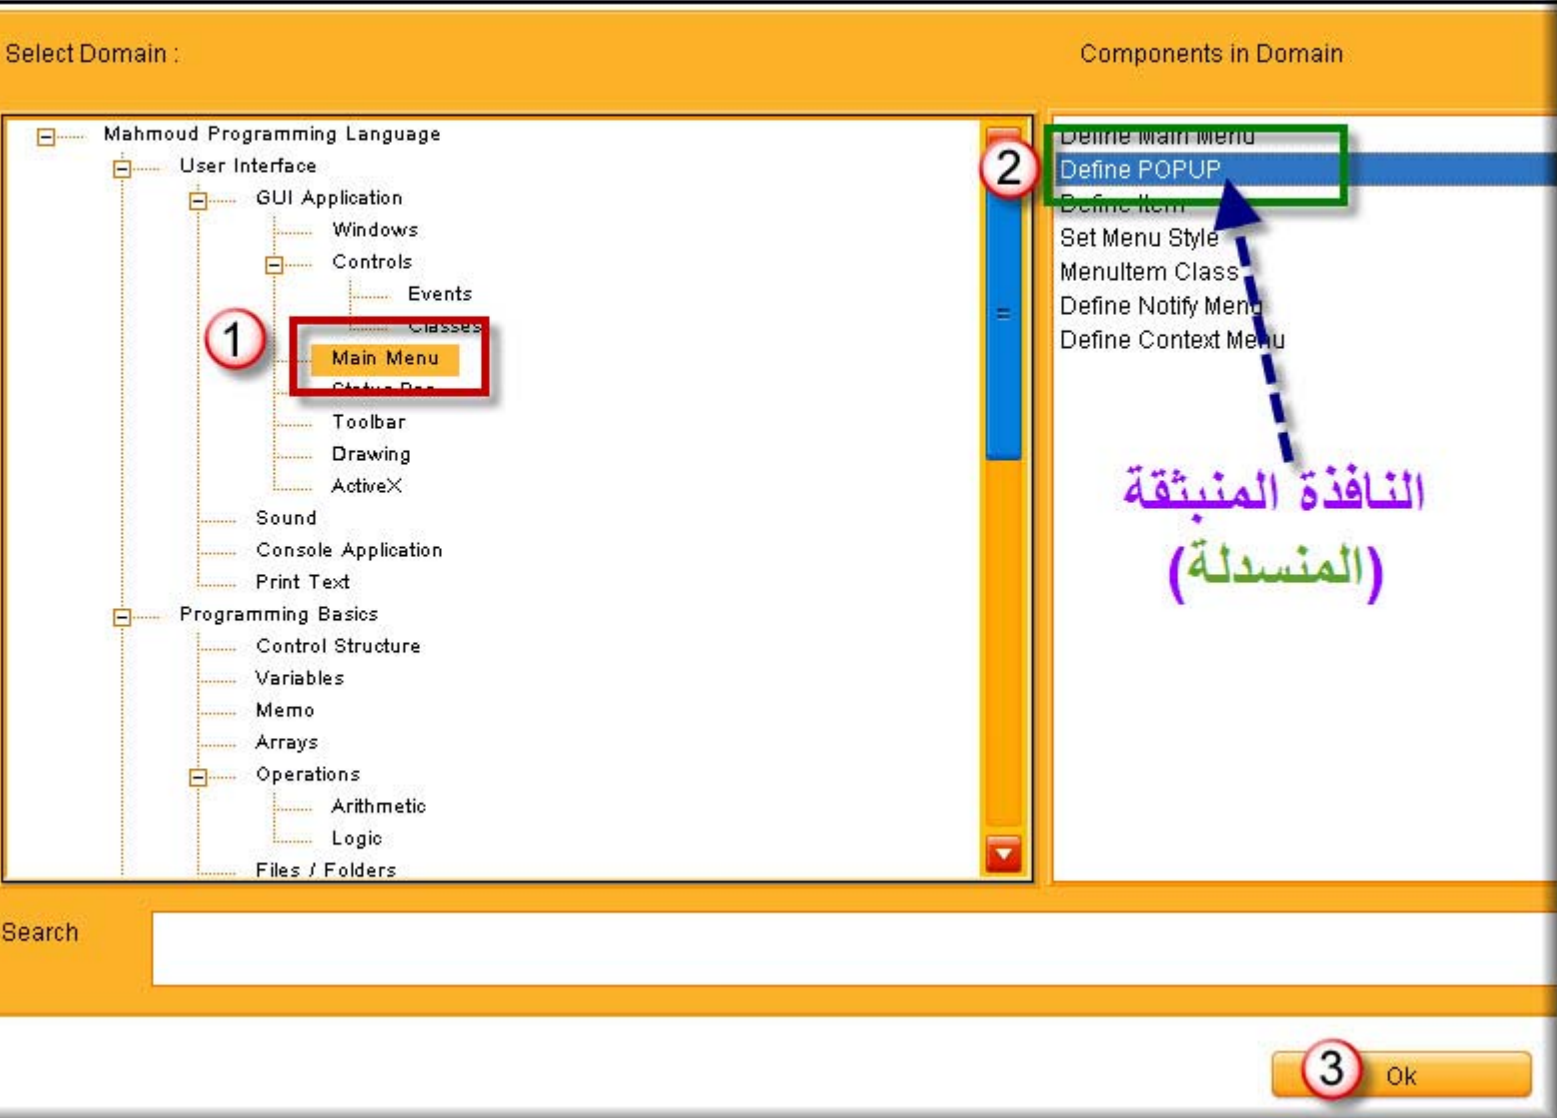 Select Domain :
Components in Domain
Mahmoud Programming Language
User Interface
GUI Application
Windows
Controls
Events
Classes
Main Menu
Status Bar
Toolbar
Drawing
ActiveX
Sound
Console Application
Print Text
Programming Basics
Control Structure
Variables
Memo
Arrays
Operations
Arithmetic
Logic
Files / Folders
1
2
Define Main Menu
Define POPUP
Define Item
Set Menu Style
MenuItem Class
Define Notify Menu
Define Context Menu
النافذة المنبثقة
(المنسدلة)
Search
3
Ok